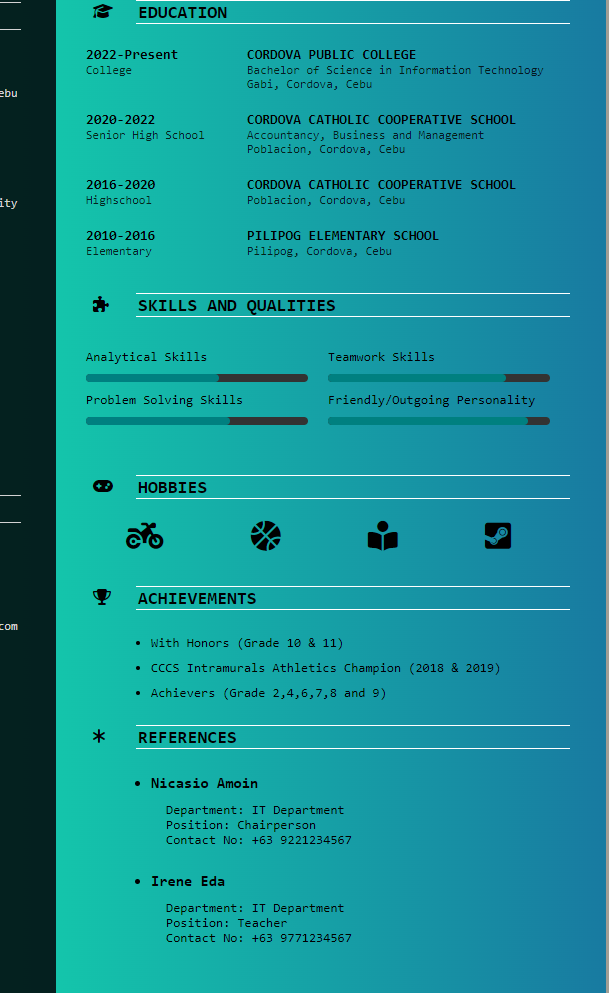 EDUCATION
2022-Present
College
CORDOVA PUBLIC COLLEGE
Bachelor of Science in Information Technology
Gabi, Cordova, Cebu
2020-2022
Senior High School
CORDOVA CATHOLIC COOPERATIVE SCHOOL
Accountancy, Business and Management
Poblacion, Cordova, Cebu
2016-2020
Highschool
CORDOVA CATHOLIC COOPERATIVE SCHOOL
Poblacion, Cordova, Cebu
2010-2016
Elementary
PILIPOG ELEMENTARY SCHOOL
Pilipog, Cordova, Cebu
SKILLS AND QUALITIES
Analytical Skills
Teamwork Skills
Problem Solving Skills
Friendly/Outgoing Personality
HOBBIES
ACHIEVEMENTS
• With Honors (Grade 10 & 11)
• CCCS Intramurals Athletics Champion (2018 & 2019)
• Achievers (Grade 2,4,6,7,8 and 9)
REFERENCES
• Nicasio Amoin
Department: IT Department
Position: Chairperson
Contact No: +63 9221234567
• Irene Eda
Department: IT Department
Position: Teacher
Contact No: +63 9771234567
ebu
ity
com